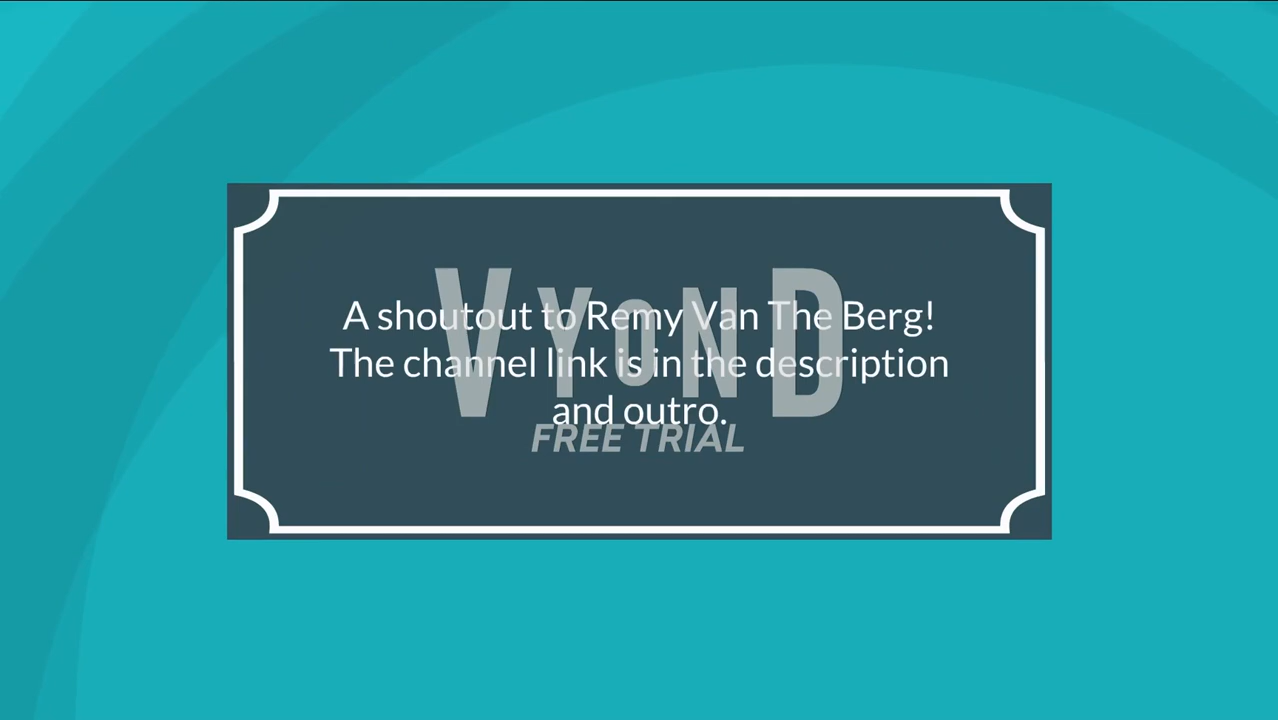 A shoutout to Remy Van The Berg!
The channel link is in the description
and outro.
VYOND
FREE TRIAL